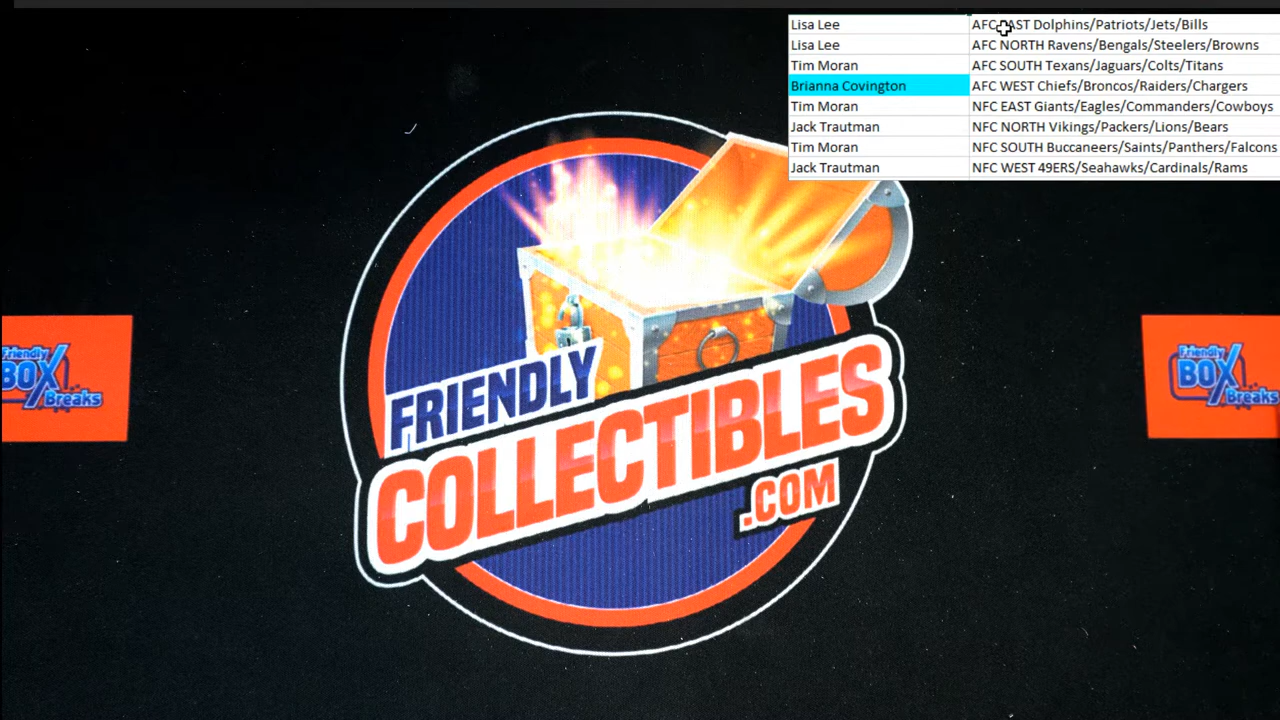 Lisa Lee AFC EAST Dolphins/Patriots/Jets/Bills
Lisa Lee AFC NORTH Ravens/Bengals/Steelers/Browns
Tim Moran AFC SOUTH Texans/Jaguars/Colts/Titans
Brianna Covington AFC WEST Chiefs/Broncos/Raiders/Chargers
Tim Moran NFC EAST Giants/Eagles/Commanders/Cowboys
Jack Trautman NFC NORTH Vikings/Packers/Lions/Bears
Tim Moran NFC SOUTH Buccaneers/Saints/Panthers/Falcons
Jack Trautman NFC WEST 49ERS/Seahawks/Cardinals/Rams
FRIENDLY
COLLECTIBLES
.COM
Friendly
BOX
Breaks
Friendly
BOX
Breaks